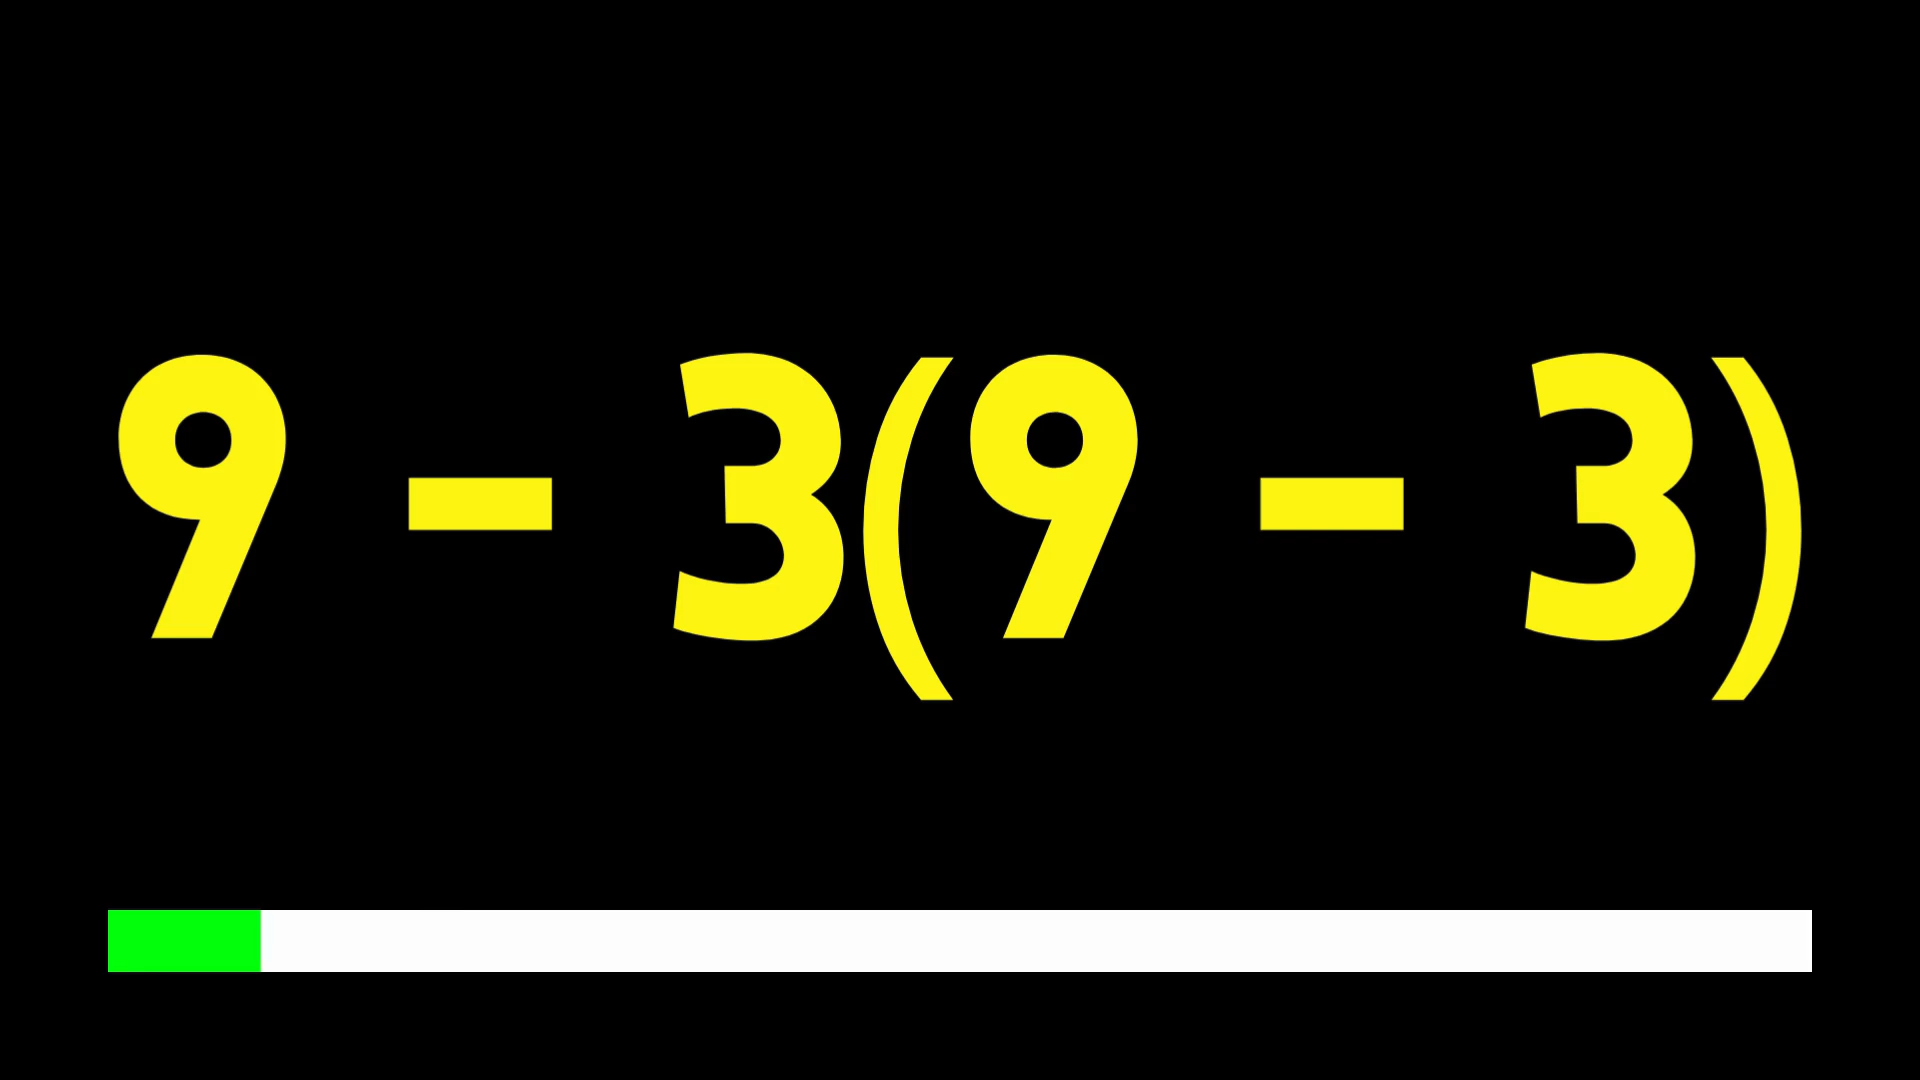 9 – 3(9 – 3)